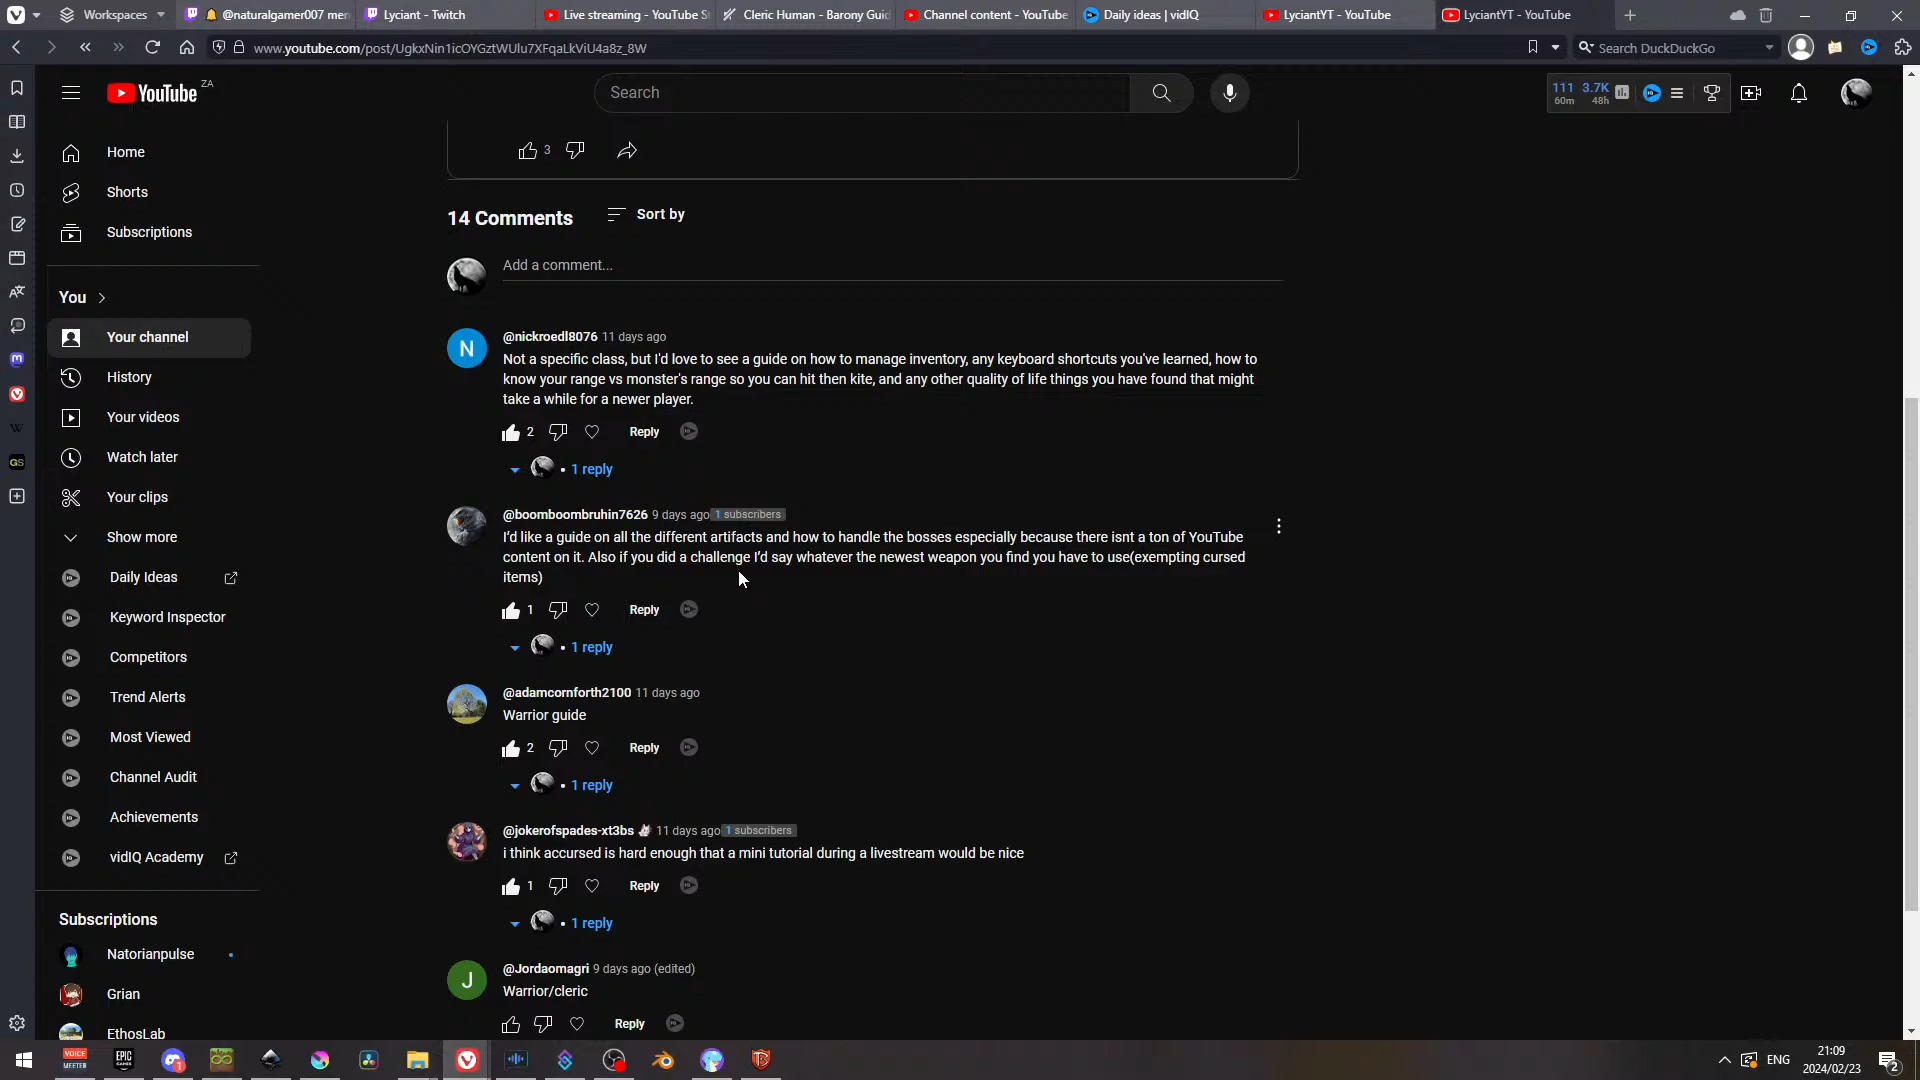 Workspaces
@naturalgamer007 men
Lyciant - Twitch
Live streaming - YouTube S
Cleric Human - Barony Guid
Channel content - YouTube
Daily ideas | vidIQ
LyciantYT - YouTube
LyciantYT - YouTube
www.youtube.com/post/UgkxNin1icOYGztWUlu7XFqaLkViU4a8z_8W
Search DuckDuckGo
YouTube ZA
Search
111 3.7K
60m 48h
Home
Shorts
Subscriptions
You
Your channel
History
Your videos
Watch later
Your clips
Show more
Daily Ideas
Keyword Inspector
Competitors
Trend Alerts
Most Viewed
Channel Audit
Achievements
vidIQ Academy
Subscriptions
Natorianpulse
Grian
EthosLab
3
14 Comments
Sort by
Add a comment...
N
@nickroedl8076 11 days ago
Not a specific class, but I'd love to see a guide on how to manage inventory, any keyboard shortcuts you've learned, how to
know your range vs monster's range so you can hit then kite, and any other quality of life things you have found that might
take a while for a newer player.
2 Reply
• 1 reply
@boomboombruhin7626 9 days ago 1 subscribers
I'd like a guide on all the different artifacts and how to handle the bosses especially because there isnt a ton of YouTube
content on it. Also if you did a challenge I'd say whatever the newest weapon you find you have to use(exempting cursed
items)
1 Reply
• 1 reply
@adamcornforth2100 11 days ago
Warrior guide
2 Reply
• 1 reply
@jokerofspades-xt3bs 11 days ago 1 subscribers
i think accursed is hard enough that a mini tutorial during a livestream would be nice
1 Reply
• 1 reply
J
@Jordaomagri 9 days ago (edited)
Warrior/cleric
Reply
GS
VOICE
MEETER
EPIC
GAMES
1
ENG
21:09
2024/02/23
2